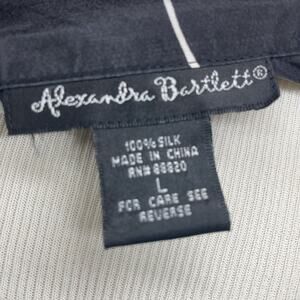 Alexandra Bartlett®
100% SILK
MADE IN CHINA
RN# 88820
L
FOR CARE SEE
REVERSE